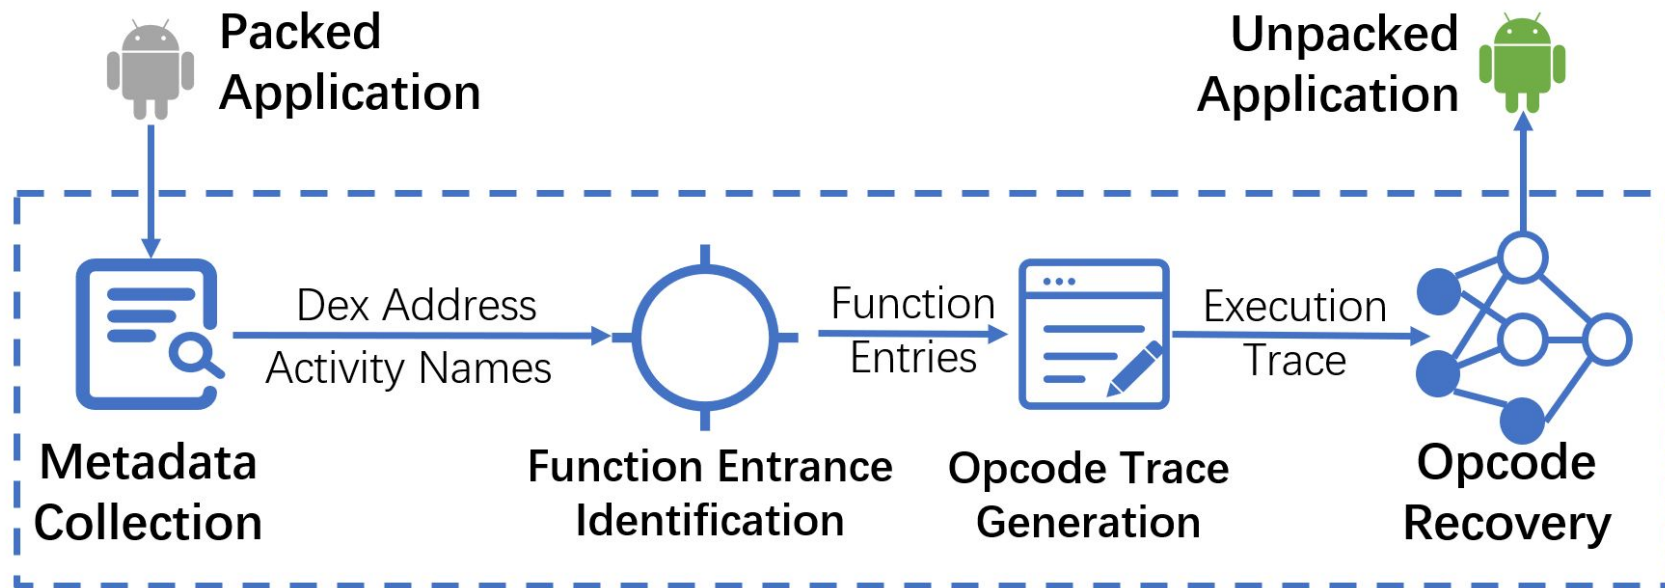 Packed
Application
Unpacked
Application
Dex Address
Activity Names
Function
Entries
Execution
Trace
Metadata
Collection
Function Entrance
Identification
Opcode Trace
Generation
Opcode
Recovery